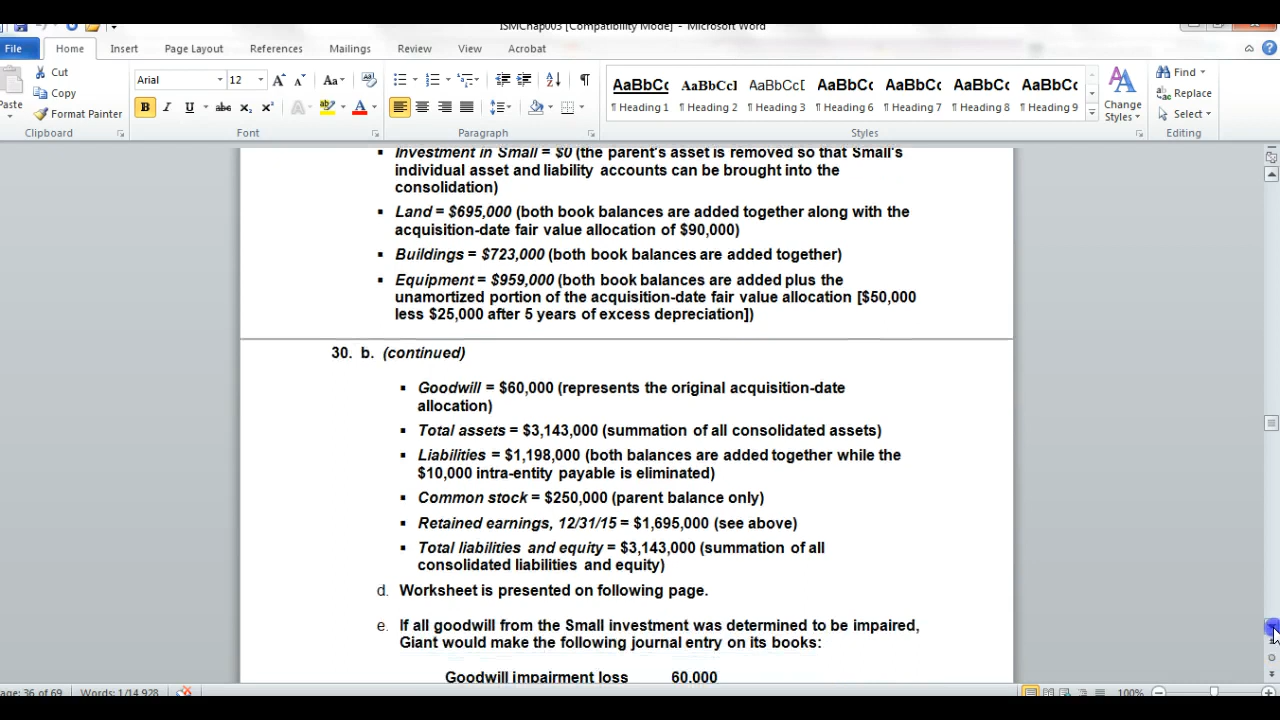 ISMChap003 [Compatibility Mode] - Microsoft Word
File Home Insert Page Layout References Mailings Review View Acrobat
Cut
Copy
Format Painter
Paste
Clipboard
Arial 12
Font
Paragraph
AaBbCc AaBbCcI AaBbCcD AaBbCc AaBbCc AaBbCc AaBbCc
¶ Heading 1 ¶ Heading 2 ¶ Heading 3 ¶ Heading 6 ¶ Heading 7 ¶ Heading 8 ¶ Heading 9
Styles
Change Styles
Find
Replace
Select
Editing
▪ Investment in Small = $0 (the parent's asset is removed so that Small's
individual asset and liability accounts can be brought into the
consolidation)
▪ Land = $695,000 (both book balances are added together along with the
acquisition-date fair value allocation of $90,000)
▪ Buildings = $723,000 (both book balances are added together)
▪ Equipment = $959,000 (both book balances are added plus the
unamortized portion of the acquisition-date fair value allocation [$50,000
less $25,000 after 5 years of excess depreciation])
30. b. (continued)
▪ Goodwill = $60,000 (represents the original acquisition-date
allocation)
▪ Total assets = $3,143,000 (summation of all consolidated assets)
▪ Liabilities = $1,198,000 (both balances are added together while the
$10,000 intra-entity payable is eliminated)
▪ Common stock = $250,000 (parent balance only)
▪ Retained earnings, 12/31/15 = $1,695,000 (see above)
▪ Total liabilities and equity = $3,143,000 (summation of all
consolidated liabilities and equity)
d. Worksheet is presented on following page.
e. If all goodwill from the Small investment was determined to be impaired,
Giant would make the following journal entry on its books:
Goodwill impairment loss 60,000
age: 36 of 69 Words: 1/14,928 100%